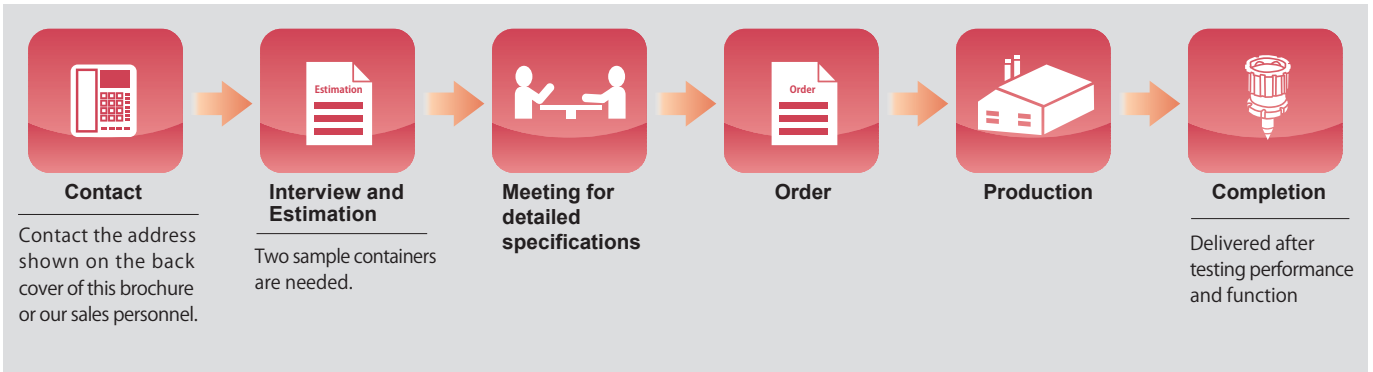 Estimation
Order
Contact
Contact the address
shown on the back
cover of this brochure
or our sales personnel.
Interview and
Estimation
Two sample containers
are needed.
Meeting for
detailed
specifications
Order
Production
Completion
Delivered after
testing performance
and function